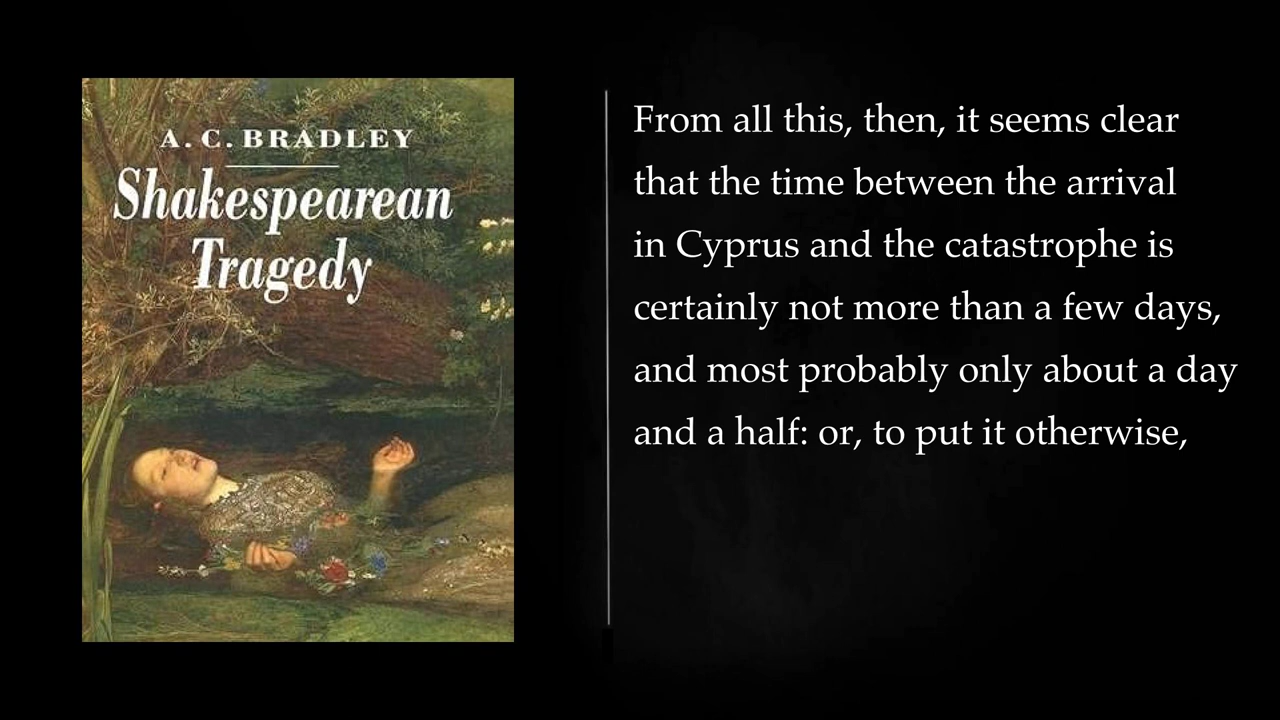 A. C. BRADLEY
Shakespearean
Tragedy
From all this, then, it seems clear
that the time between the arrival
in Cyprus and the catastrophe is
certainly not more than a few days,
and most probably only about a day
and a half: or, to put it otherwise,